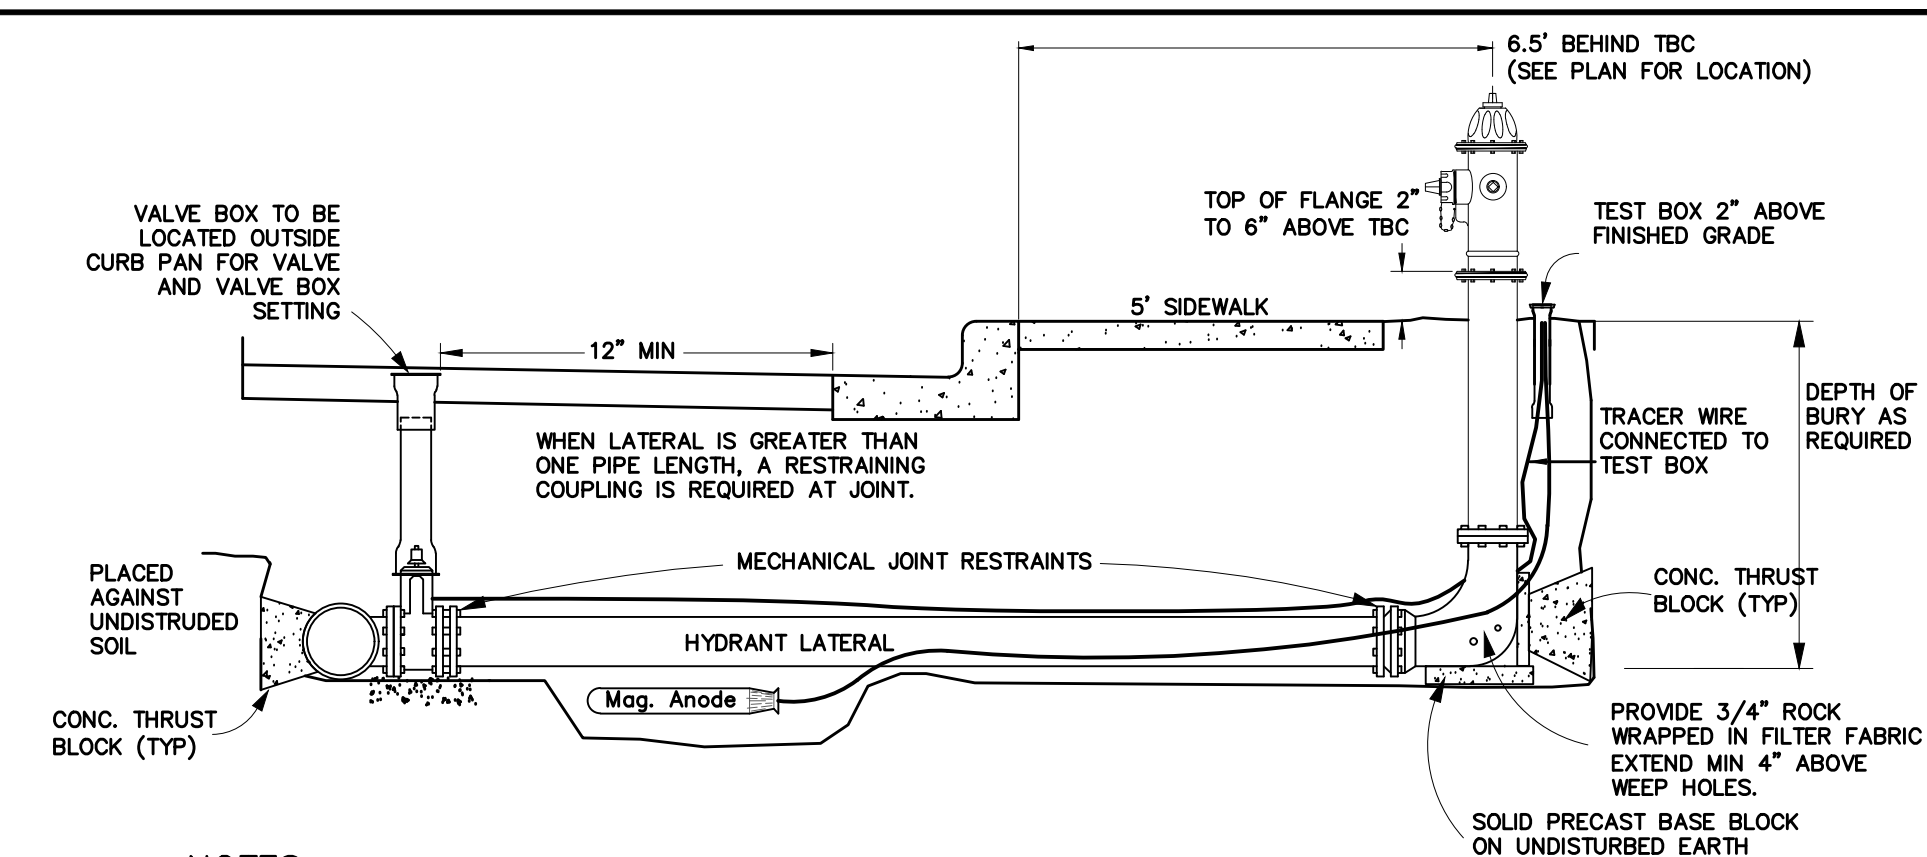 6.5' BEHIND TBC
(SEE PLAN FOR LOCATION)
VALVE BOX TO BE
LOCATED OUTSIDE
CURB PAN FOR VALVE
AND VALVE BOX
SETTING
TOP OF FLANGE 2"
TO 6" ABOVE TBC
TEST BOX 2" ABOVE
FINISHED GRADE
5' SIDEWALK
12" MIN
DEPTH OF
BURY AS
REQUIRED
TRACER WIRE
CONNECTED TO
TEST BOX
WHEN LATERAL IS GREATER THAN
ONE PIPE LENGTH, A RESTRAINING
COUPLING IS REQUIRED AT JOINT.
MECHANICAL JOINT RESTRAINTS
PLACED
AGAINST
UNDISTRUDED
SOIL
CONC. THRUST
BLOCK (TYP)
HYDRANT LATERAL
Mag. Anode
CONC. THRUST
BLOCK (TYP)
PROVIDE 3/4" ROCK
WRAPPED IN FILTER FABRIC
EXTEND MIN 4" ABOVE
WEEP HOLES.
SOLID PRECAST BASE BLOCK
ON UNDISTURBED EARTH